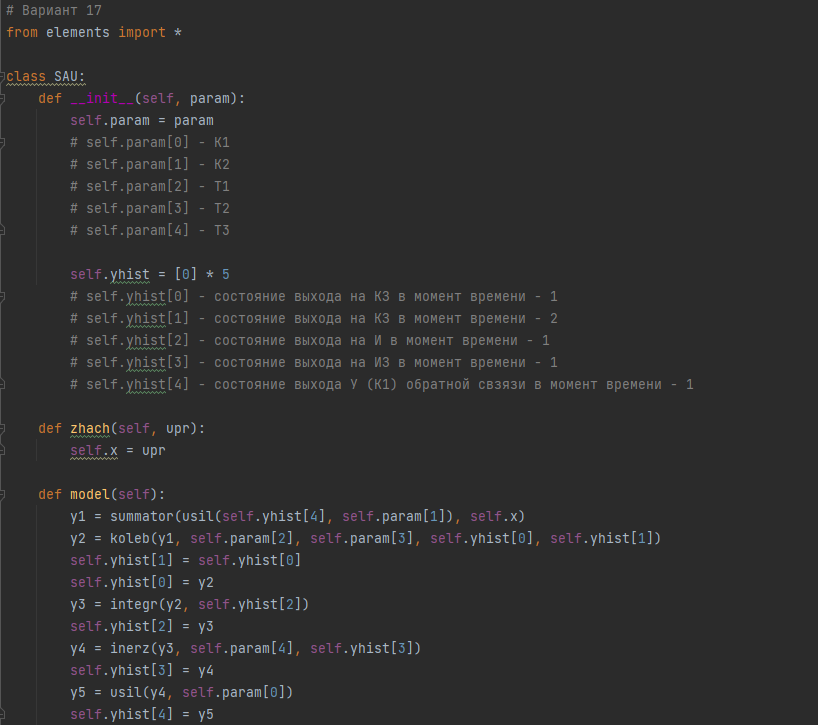 # Вариант 17
from elements import *
class SAU:
    def __init__(self, param):
        self.param = param
        # self.param[0] - К1
        # self.param[1] - К2
        # self.param[2] - Т1
        # self.param[3] - Т2
        # self.param[4] - Т3
        self.yhist = [0] * 5
        # self.yhist[0] - состояние выхода на КЗ в момент времени - 1
        # self.yhist[1] - состояние выхода на КЗ в момент времени - 2
        # self.yhist[2] - состояние выхода на И в момент времени - 1
        # self.yhist[3] - состояние выхода на ИЗ в момент времени - 1
        # self.yhist[4] - состояние выхода У (К1) обратной свзязи в момент времени - 1
    def zhach(self, upr):
        self.x = upr
    def model(self):
        y1 = summator(usil(self.yhist[4], self.param[1]), self.x)
        y2 = koleb(y1, self.param[2], self.param[3], self.yhist[0], self.yhist[1])
        self.yhist[1] = self.yhist[0]
        self.yhist[0] = y2
        y3 = integr(y2, self.yhist[2])
        self.yhist[2] = y3
        y4 = inerz(y3, self.param[4], self.yhist[3])
        self.yhist[3] = y4
        y5 = usil(y4, self.param[0])
        self.yhist[4] = y5